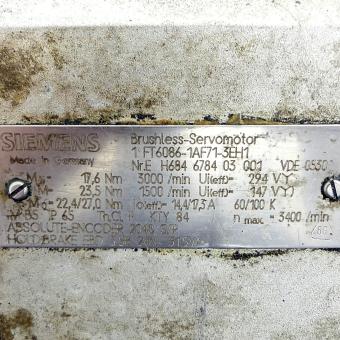 SIEMENS Brushless-Servomotor
1 FT6086-1AF71-3EH1
Made in Germany Nr.E H684 6784 03 001 VDE 0530
17,6 Nm 3000 /min Ui(eff)= 294 V(Y)
M= 23,5 Nm 1500 /min Ui(eff)= 147 V(Y)
22,4/27,0 Nm Io(eff)= 14,4/17,3 A 60/100 K
65 Th.Cl. KTY 84 n max.= 3400 /min
ABSOLUTE-ENCODER 2048